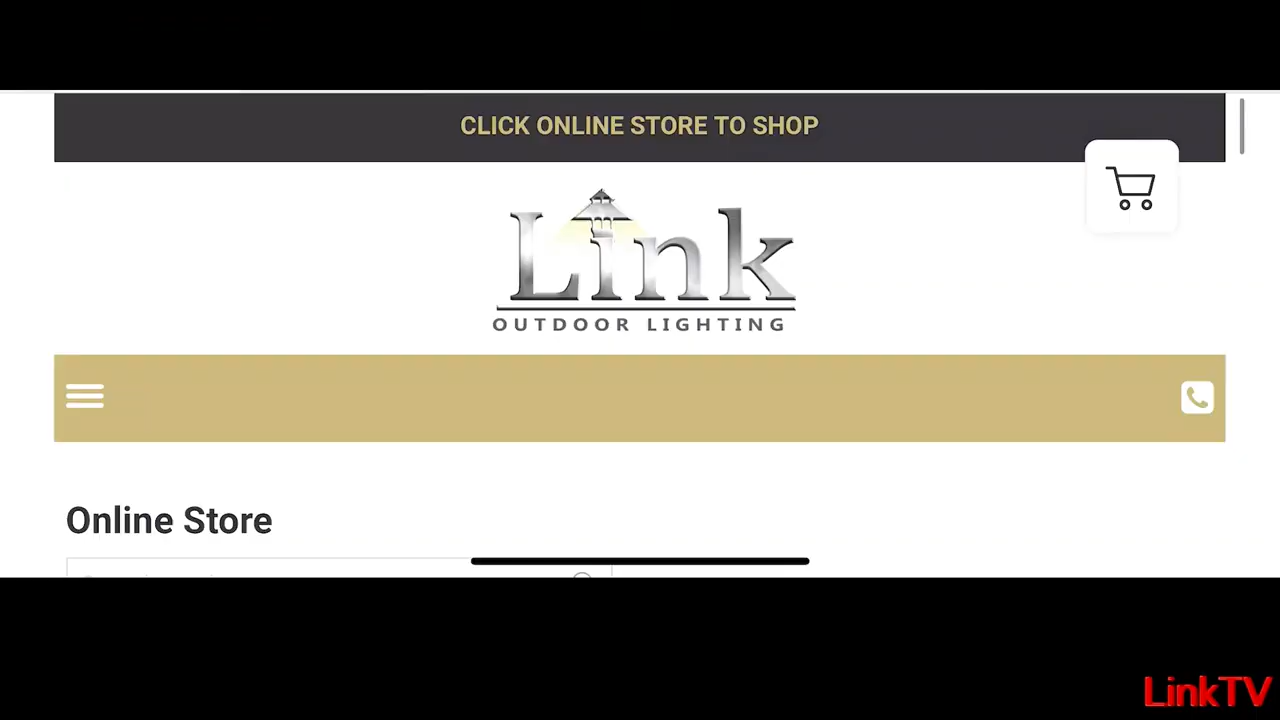 CLICK ONLINE STORE TO SHOP
Link
OUTDOOR LIGHTING
Online Store
LinkTV